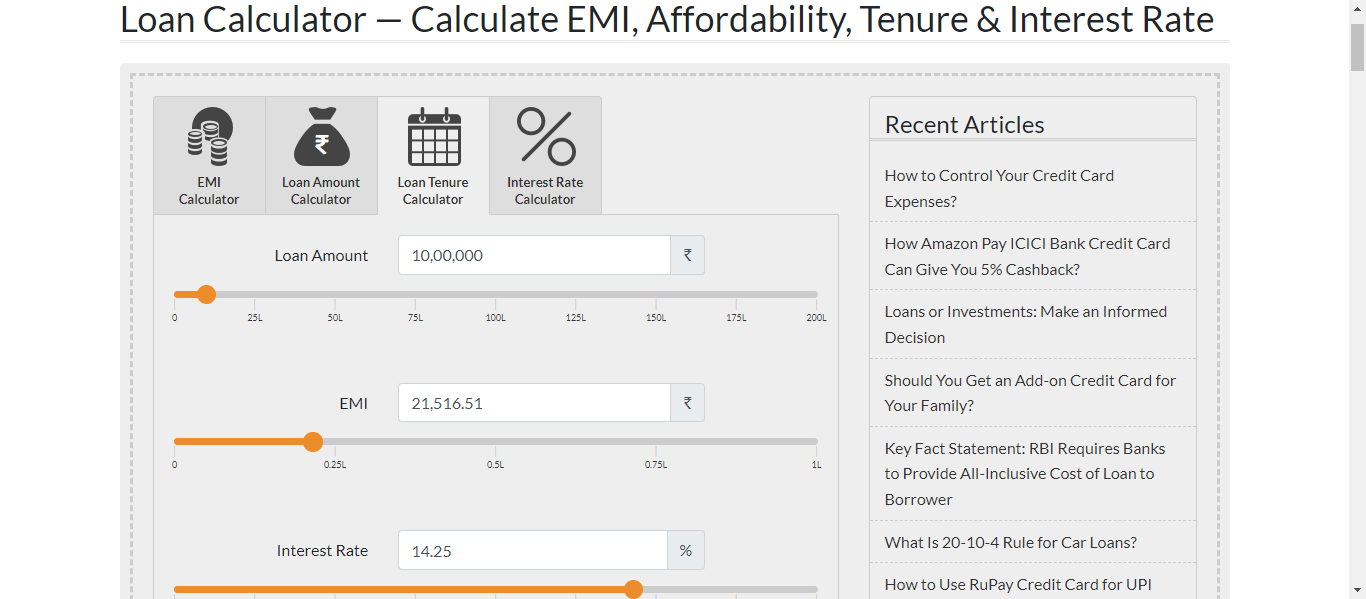 Loan Calculator — Calculate EMI, Affordability, Tenure & Interest Rate
EMI
Calculator
₹
Loan Amount
Calculator
Loan Tenure
Calculator
Interest Rate
Calculator
Loan Amount 10,00,000 ₹
0 25L 50L 75L 100L 125L 150L 175L 200L
EMI 21,516.51 ₹
0 0.25L 0.5L 0.75L 1L
Interest Rate 14.25 %
Recent Articles
How to Control Your Credit Card
Expenses?
How Amazon Pay ICICI Bank Credit Card
Can Give You 5% Cashback?
Loans or Investments: Make an Informed
Decision
Should You Get an Add-on Credit Card for
Your Family?
Key Fact Statement: RBI Requires Banks
to Provide All-Inclusive Cost of Loan to
Borrower
What Is 20-10-4 Rule for Car Loans?
How to Use RuPay Credit Card for UPI